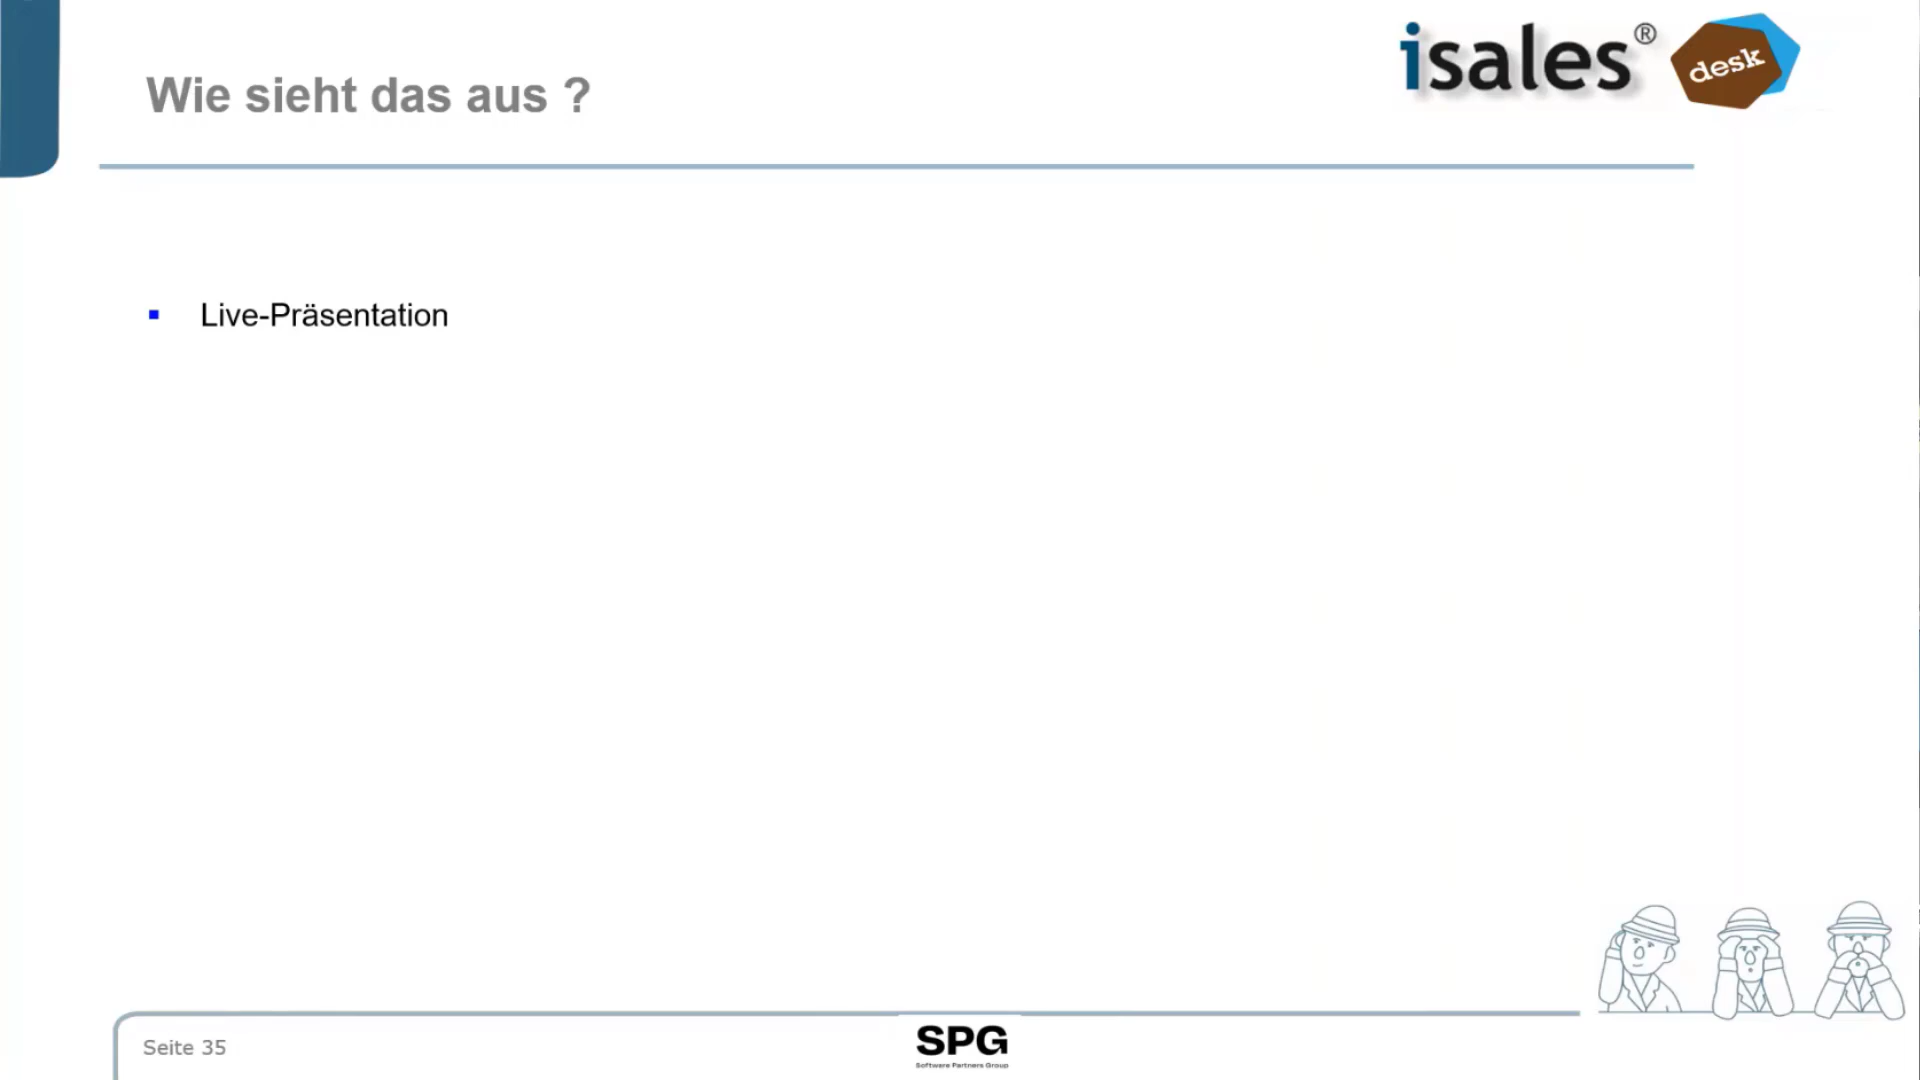 Wie sieht das aus ?
isales® desk
▪ Live-Präsentation
Seite 35
SPG
Software Partners Group